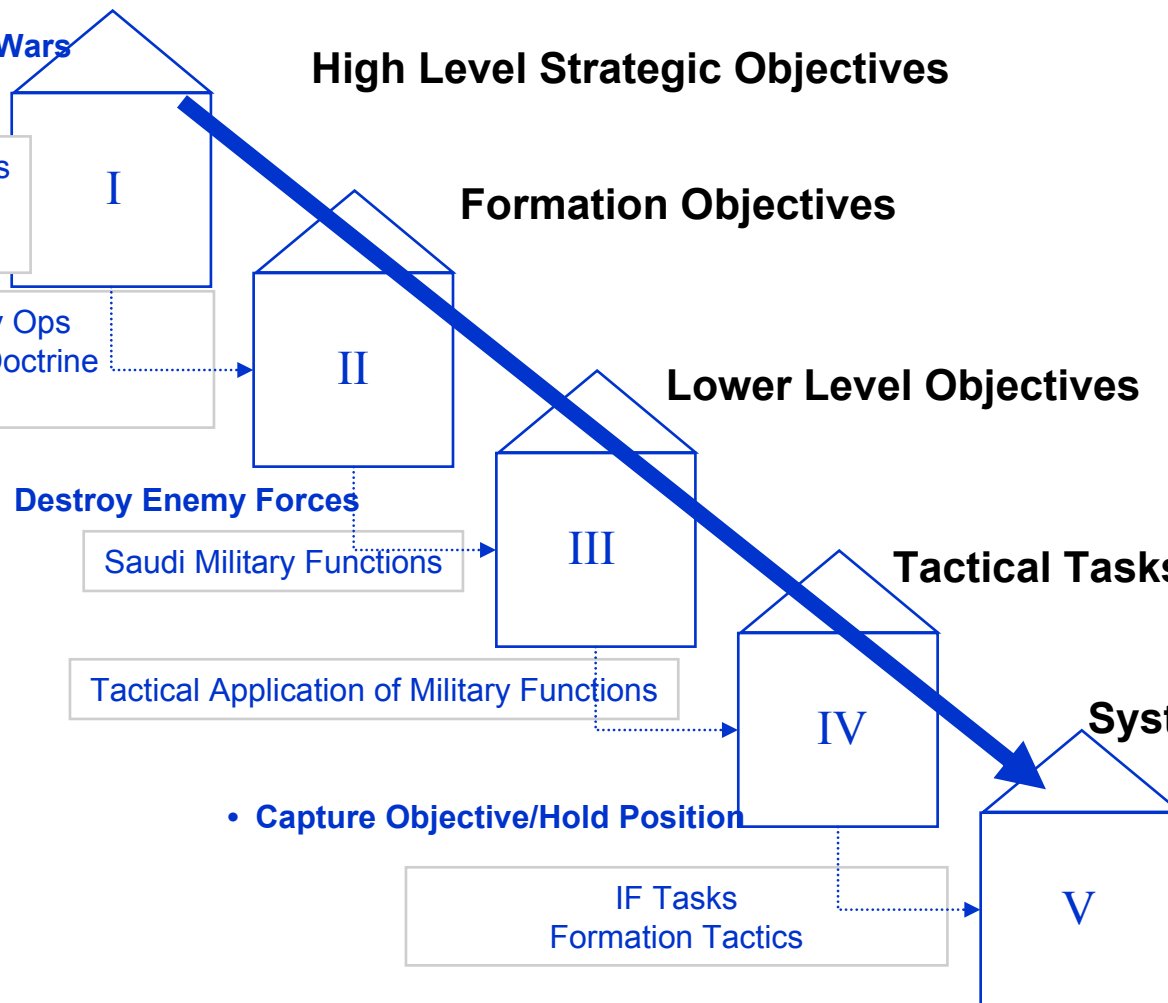 Wars
High Level Strategic Objectives
I
Formation Objectives
Ops
Doctrine
II
Lower Level Objectives
Destroy Enemy Forces
Saudi Military Functions
III
Tactical Tasks
Tactical Application of Military Functions
IV
• Capture Objective/Hold Position
IF Tasks
Formation Tactics
V